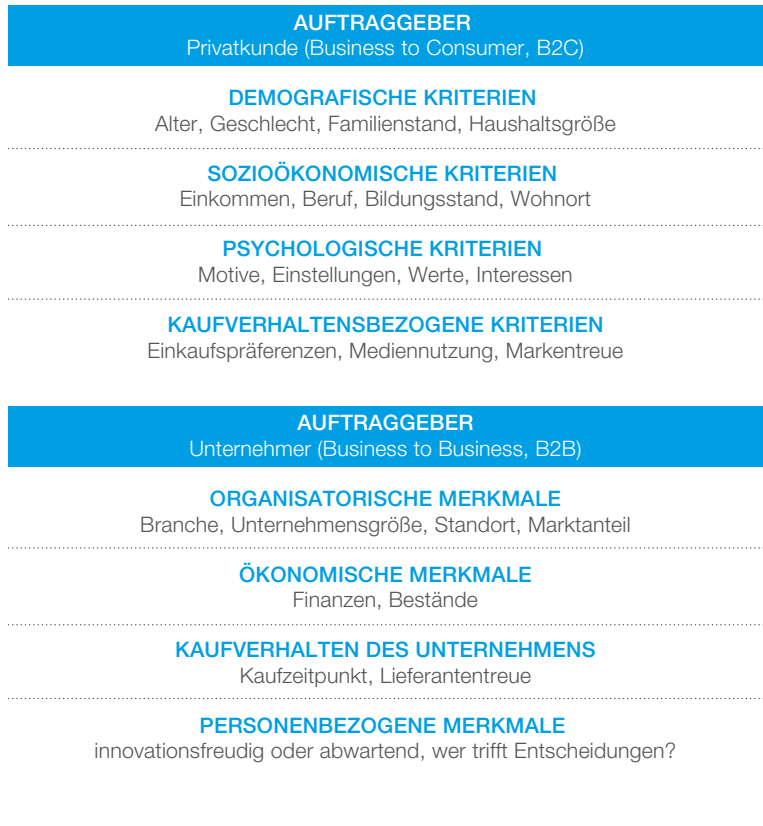 AUFTRAGGEBER
Privatkunde (Business to Consumer, B2C)
DEMOGRAFISCHE KRITERIEN
Alter, Geschlecht, Familienstand, Haushaltsgröße
SOZIOÖKONOMISCHE KRITERIEN
Einkommen, Beruf, Bildungsstand, Wohnort
PSYCHOLOGISCHE KRITERIEN
Motive, Einstellungen, Werte, Interessen
KAUFVERHALTENSBEZOGENE KRITERIEN
Einkaufspräferenzen, Mediennutzung, Markentreue
AUFTRAGGEBER
Unternehmer (Business to Business, B2B)
ORGANISATORISCHE MERKMALE
Branche, Unternehmensgröße, Standort, Marktanteil
ÖKONOMISCHE MERKMALE
Finanzen, Bestände
KAUFVERHALTEN DES UNTERNEHMENS
Kaufzeitpunkt, Lieferantentreue
PERSONENBEZOGENE MERKMALE
innovationsfreudig oder abwartend, wer trifft Entscheidungen?